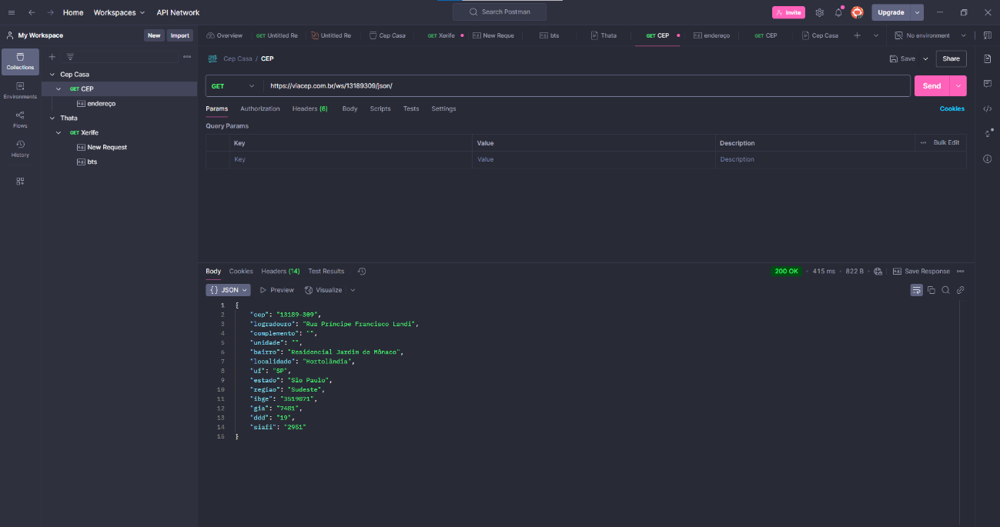 Home Workspaces API Network Search Postman Invite Upgrade
My Workspace New Import
Overview GET Untitled Re Untitled Re Cep Casa GET Xerife New Reque bts Thata GET CEP endereço GET CEP Cep Casa No environment
Collections
Environments
Flows
History
Cep Casa
GET CEP
endereço
Thata
GET Xerife
New Request
bts
Cep Casa / CEP Save Share
GET https://viacep.com.br/ws/13189309/json/ Send
Params Authorization Headers (6) Body Scripts Tests Settings Cookies
Query Params
Key Value Description Bulk Edit
Key Value Description
Body Cookies Headers (14) Test Results 200 OK 415 ms 822 B Save Response
{} JSON Preview Visualize
1 {
2 "cep": "13189-309",
3 "logradouro": "Rua Príncipe Francisco Landi",
4 "complemento": "",
5 "unidade": "",
6 "bairro": "Residencial Jardim de Mônaco",
7 "localidade": "Hortolândia",
8 "uf": "SP",
9 "estado": "São Paulo",
10 "regiao": "Sudeste",
11 "ibge": "3519071",
12 "gia": "7481",
13 "ddd": "19",
14 "siafi": "2951"
15 }